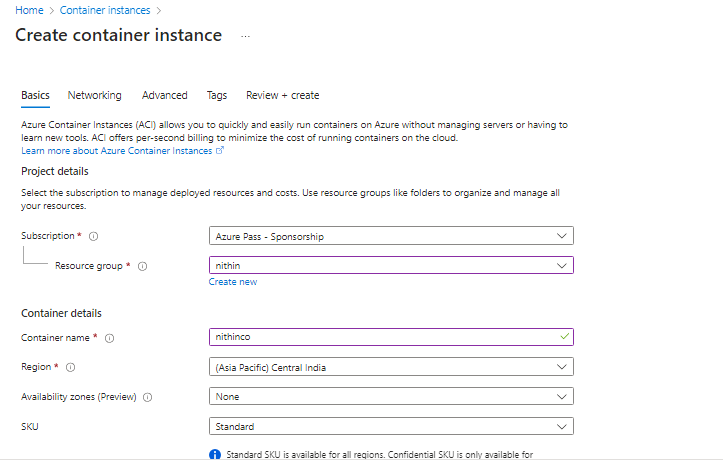 Home > Container instances >
Create container instance ...
Basics Networking Advanced Tags Review + create
Azure Container Instances (ACI) allows you to quickly and easily run containers on Azure without managing servers or having to
learn new tools. ACI offers per-second billing to minimize the cost of running containers on the cloud.
Learn more about Azure Container Instances
Project details
Select the subscription to manage deployed resources and costs. Use resource groups like folders to organize and manage all
your resources.
Subscription * Azure Pass - Sponsorship
Resource group * nithin
Create new
Container details
Container name * nithinco
Region * (Asia Pacific) Central India
Availability zones (Preview) None
SKU Standard
Standard SKU is available for all regions. Confidential SKU is only available for